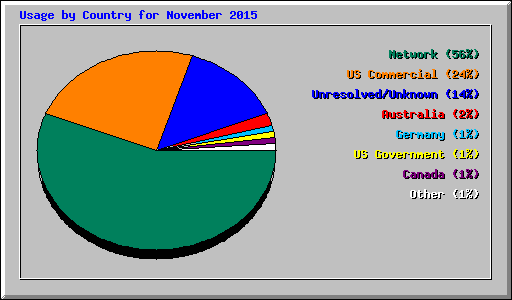 Usage by Country for November 2015
Network (56%)
US Commercial (24%)
Unresolved/Unknown (14%)
Australia (2%)
Germany (1%)
US Government (1%)
Canada (1%)
Other (1%)